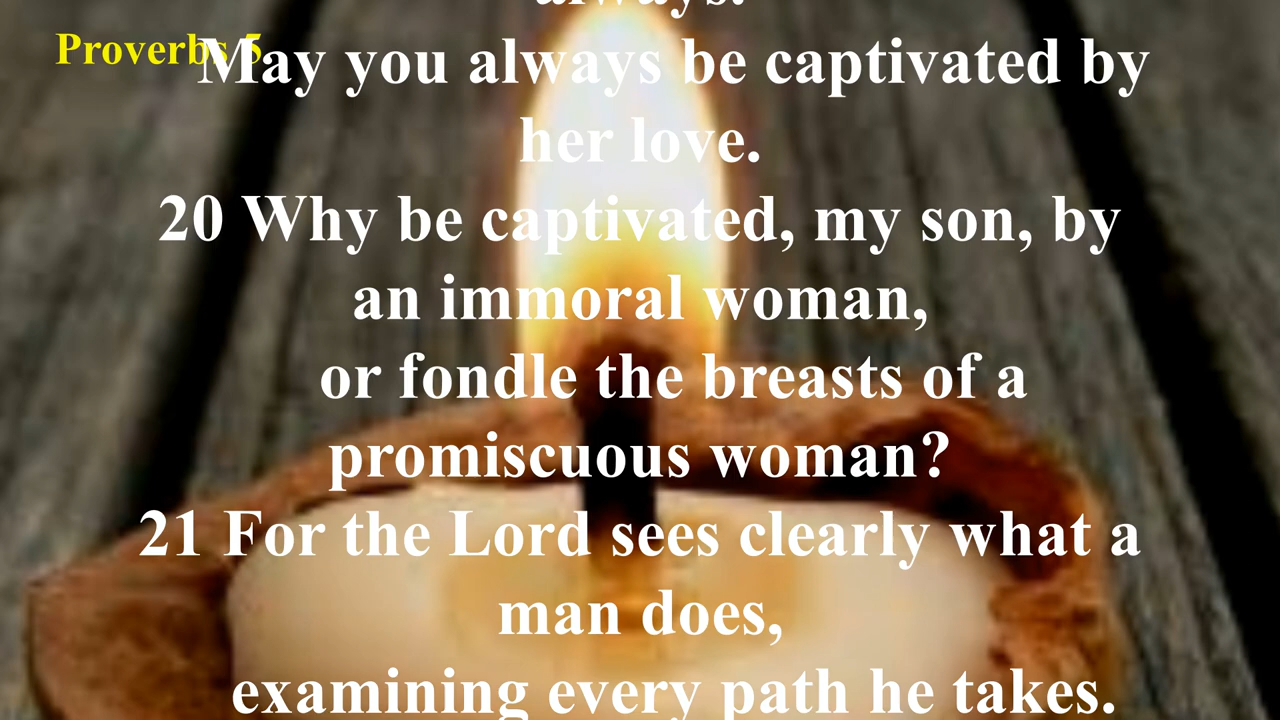 always.
Proverbs 5
May you always be captivated by
her love.
20 Why be captivated, my son, by
an immoral woman,
or fondle the breasts of a
promiscuous woman?
21 For the Lord sees clearly what a
man does,
examining every path he takes.